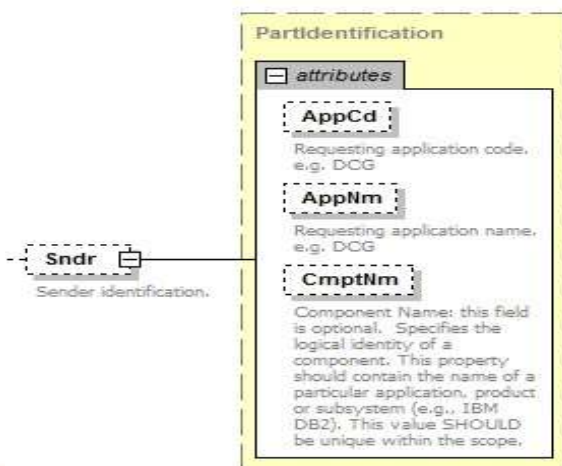 PartIdentification
attributes
AppCd
Requesting application code.
e.g. DCG
AppNm
Requesting application name.
e.g. DCG
Sndr
Sender identification.
CmptNm
Component Name: this field
is optional.  Specifies the
logical identity of a
component. This property
should contain the name of a
particular application, product
or subsystem (e.g., IBM
DB2). This value SHOULD
be unique within the scope.